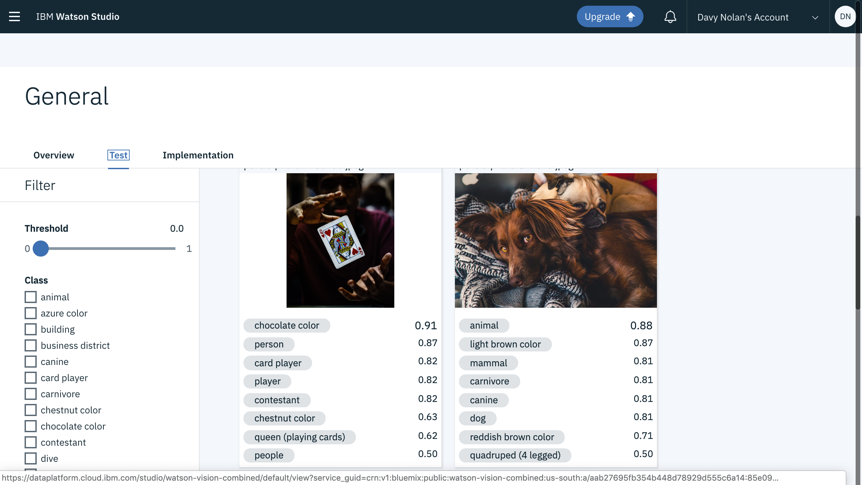 IBM Watson Studio
Upgrade
Davy Nolan's Account
DN
General
Overview
Test
Implementation
Filter
Threshold 0.0
0 1
Class
animal
azure color
building
business district
canine
card player
carnivore
chestnut color
chocolate color
contestant
dive
chocolate color 0.91
person 0.87
card player 0.82
player 0.82
contestant 0.82
chestnut color 0.63
queen (playing cards) 0.62
people 0.50
animal 0.88
light brown color 0.87
mammal 0.81
carnivore 0.81
canine 0.81
dog 0.81
reddish brown color 0.71
quadruped (4 legged) 0.50
https://dataplatform.cloud.ibm.com/studio/watson-vision-combined/default/view?service_guid=crn:v1:bluemix:public:watson-vision-combined:us-south:a/aab27695fb354b448d78929d555c6a14:85e09...